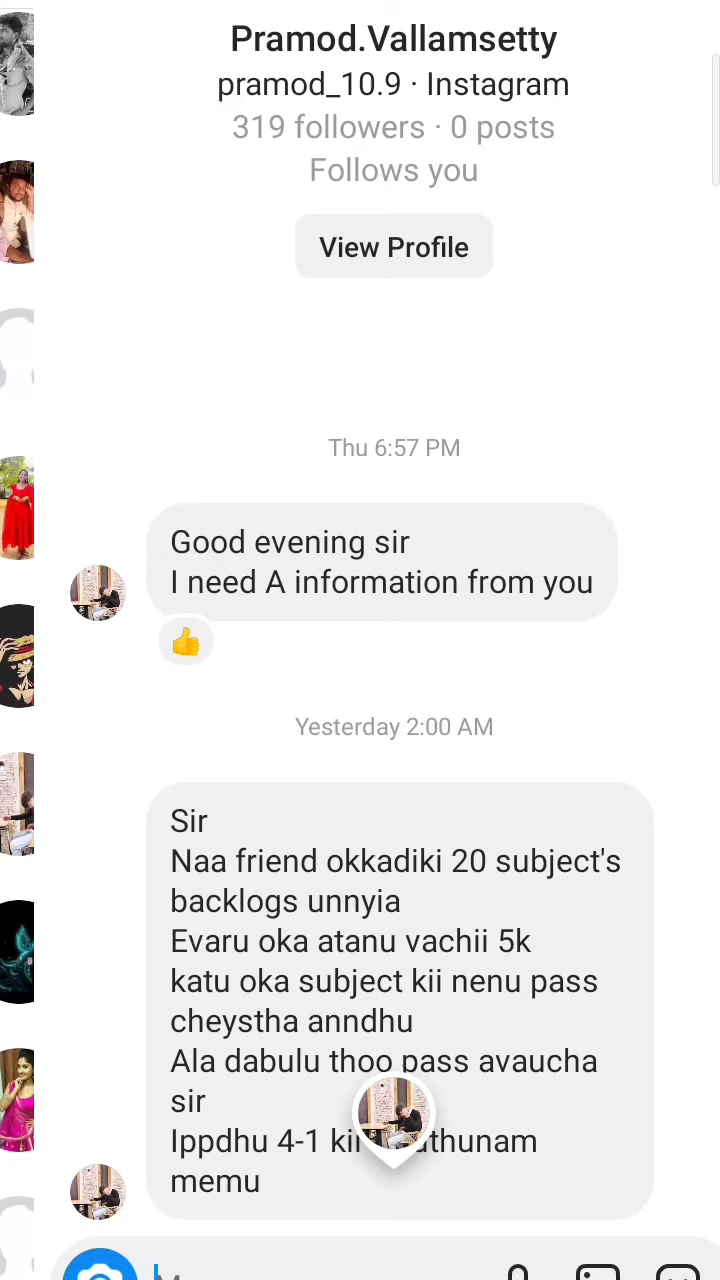 Pramod.Vallamsetty
pramod_10.9 · Instagram
319 followers · 0 posts
Follows you
View Profile
Thu 6:57 PM
Good evening sir
I need A information from you
👍
Yesterday 2:00 AM
Sir
Naa friend okkadiki 20 subject's
backlogs unnyia
Evaru oka atanu vachii 5k
katu oka subject kii nenu pass
cheystha anndhu
Ala dabulu thoo pass avaucha
sir
Ippdhu 4-1 kii
memu